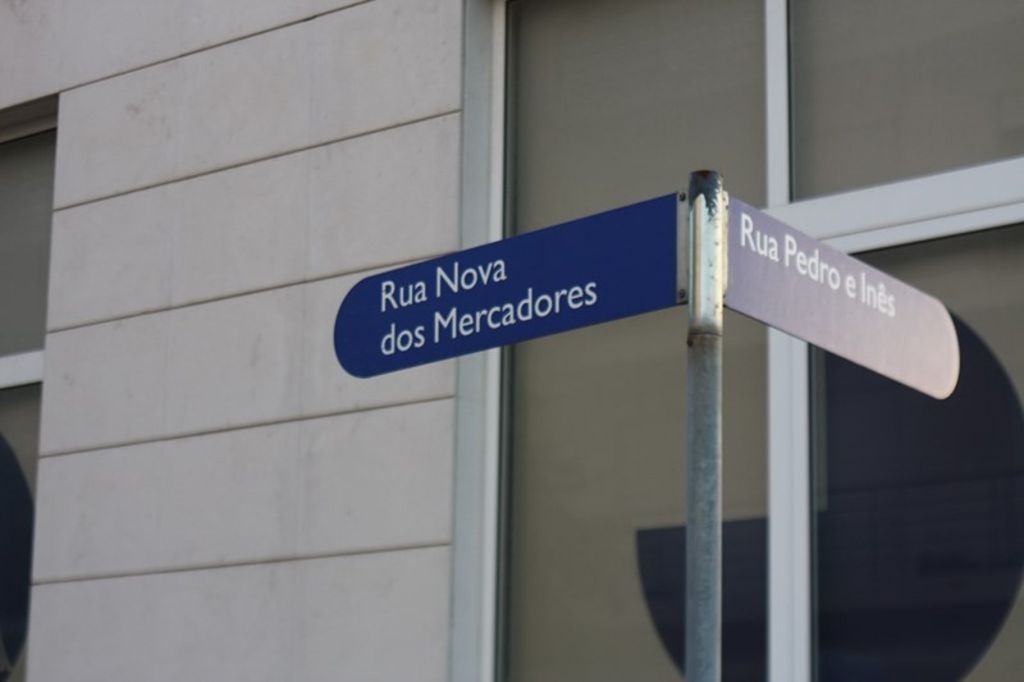 Rua Nova
dos Mercadores
Rua Pedro e Inês